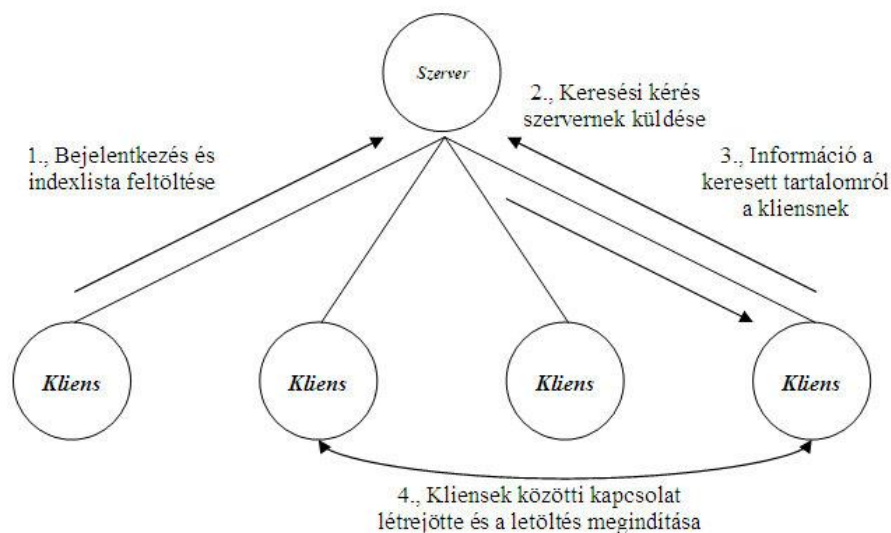 Szerver
2., Keresési kérés
szervernek küldése
1., Bejelentkezés és
indexlista feltöltése
3., Információ a
keresett tartalomról
a kliensnek
Kliens
Kliens
Kliens
Kliens
4., Kliensek közötti kapcsolat
létrejötte és a letöltés megindítása